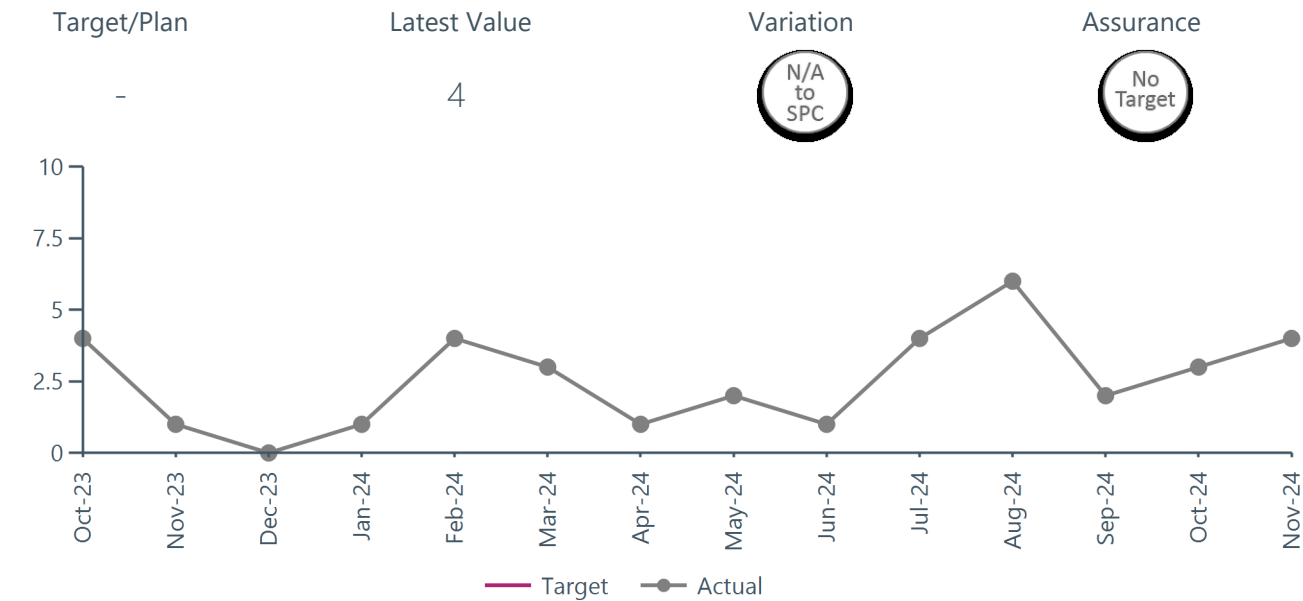 Target/Plan Latest Value Variation Assurance
- 4
N/A
to
SPC
No
Target
10
7.5
5
2.5
0
Oct-23
Nov-23
Dec-23
Jan-24
Feb-24
Mar-24
Apr-24
May-24
Jun-24
Jul-24
Aug-24
Sep-24
Oct-24
Nov-24
Target Actual